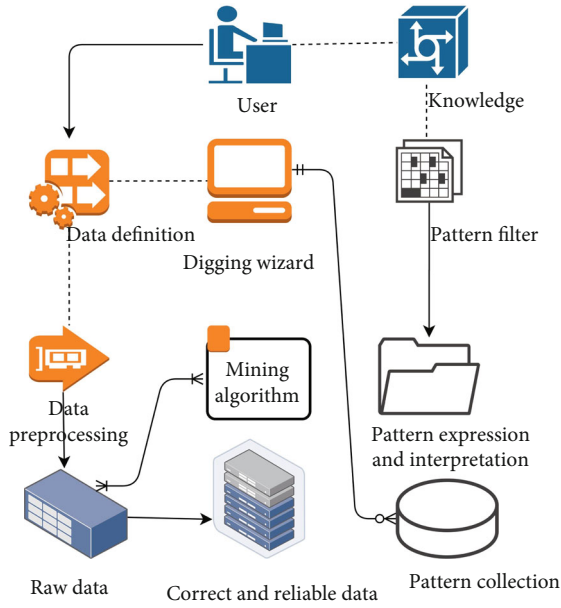 User
Knowledge
Data definition
Digging wizard
Pattern filter
Data
preprocessing
Mining
algorithm
Pattern expression
and interpretation
Raw data
Correct and reliable data
Pattern collection